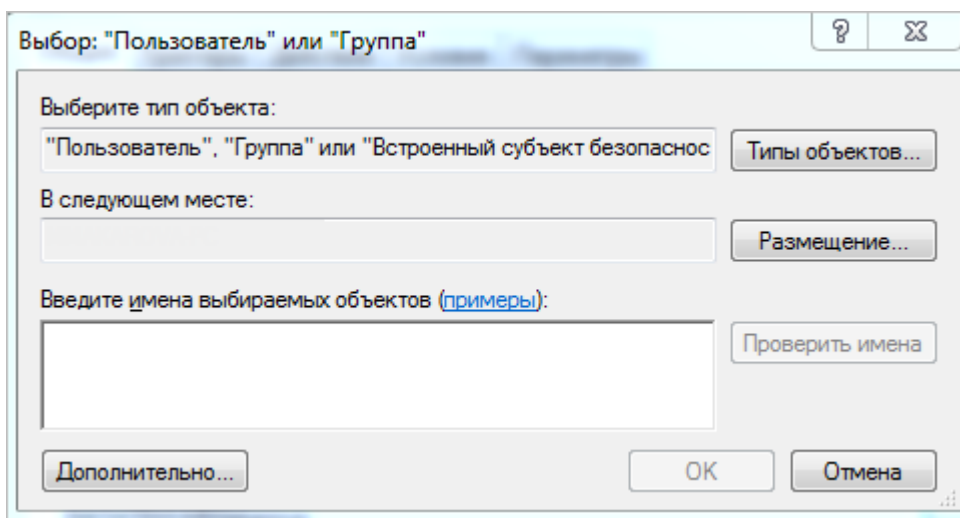 Выбор: "Пользователь" или "Группа"
Выберите тип объекта:
"Пользователь", "Группа" или "Встроенный субъект безопаснос
Типы объектов...
В следующем месте:
Размещение...
Введите имена выбираемых объектов (примеры):
Проверить имена
Дополнительно...
ОК
Отмена